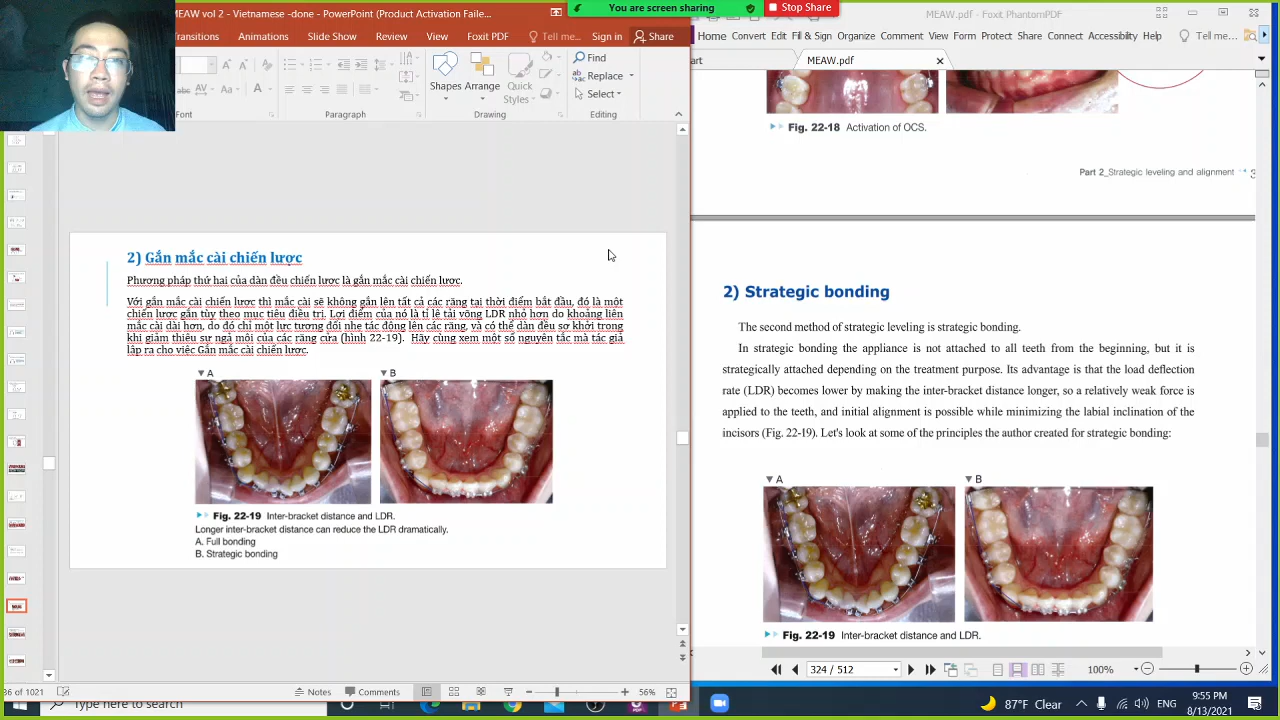 MEAW vol 2 - Vietnamese -done - PowerPoint (Product Activation Faile...
You are screen sharing
Stop Share
MEAW.pdf - Foxit PhantomPDF
ransitions
Animations
Slide Show
Review
View
Foxit PDF
Tell me...
Sign in
Share
Home
Convert
Edit
Fill & Sign
Organize
Comment
View
Form
Protect
Share
Connect
Accessibility
Help
Tell me...
art
MEAW.pdf
Shapes
Arrange
Quick
Styles
Find
Replace
Select
Font
Paragraph
Drawing
Editing
2) Gắn mắc cài chiến lược
Phương pháp thứ hai của dàn đều chiến lược là gắn mắc cài chiến lược.
Với gắn mắc cài chiến lược thì mắc cài sẽ không gắn lên tất cả các răng tại thời điểm bắt đầu, đó là một
chiến lược gắn tùy theo mục tiêu điều trị. Lợi điểm của nó là tỉ lệ tải võng LDR nhỏ hơn do khoảng liên
mắc cài dài hơn, do đó chỉ một lực tương đối nhẹ tác động lên các răng, và có thể dàn đều sơ khởi trong
khi giảm thiểu sự ngả môi của các răng cửa (hình 22-19). Hãy cùng xem một số nguyên tắc mà tác giả
lập ra cho việc Gắn mắc cài chiến lược.
A
B
Fig. 22-19 Inter-bracket distance and LDR.
Longer inter-bracket distance can reduce the LDR dramatically.
A. Full bonding
B. Strategic bonding
Fig. 22-18 Activation of OCS.
Part 2_Strategic leveling and alignment
2) Strategic bonding
The second method of strategic leveling is strategic bonding.
In strategic bonding the appliance is not attached to all teeth from the beginning, but it is
strategically attached depending on the treatment purpose. Its advantage is that the load deflection
rate (LDR) becomes lower by making the inter-bracket distance longer, so a relatively weak force is
applied to the teeth, and initial alignment is possible while minimizing the labial inclination of the
incisors (Fig. 22-19). Let's look at some of the principles the author created for strategic bonding:
A
B
Fig. 22-19 Inter-bracket distance and LDR.
324 / 512
100%
36 of 1021
Notes
Comments
56%
Type here to search
87°F Clear
9:55 PM
8/13/2021